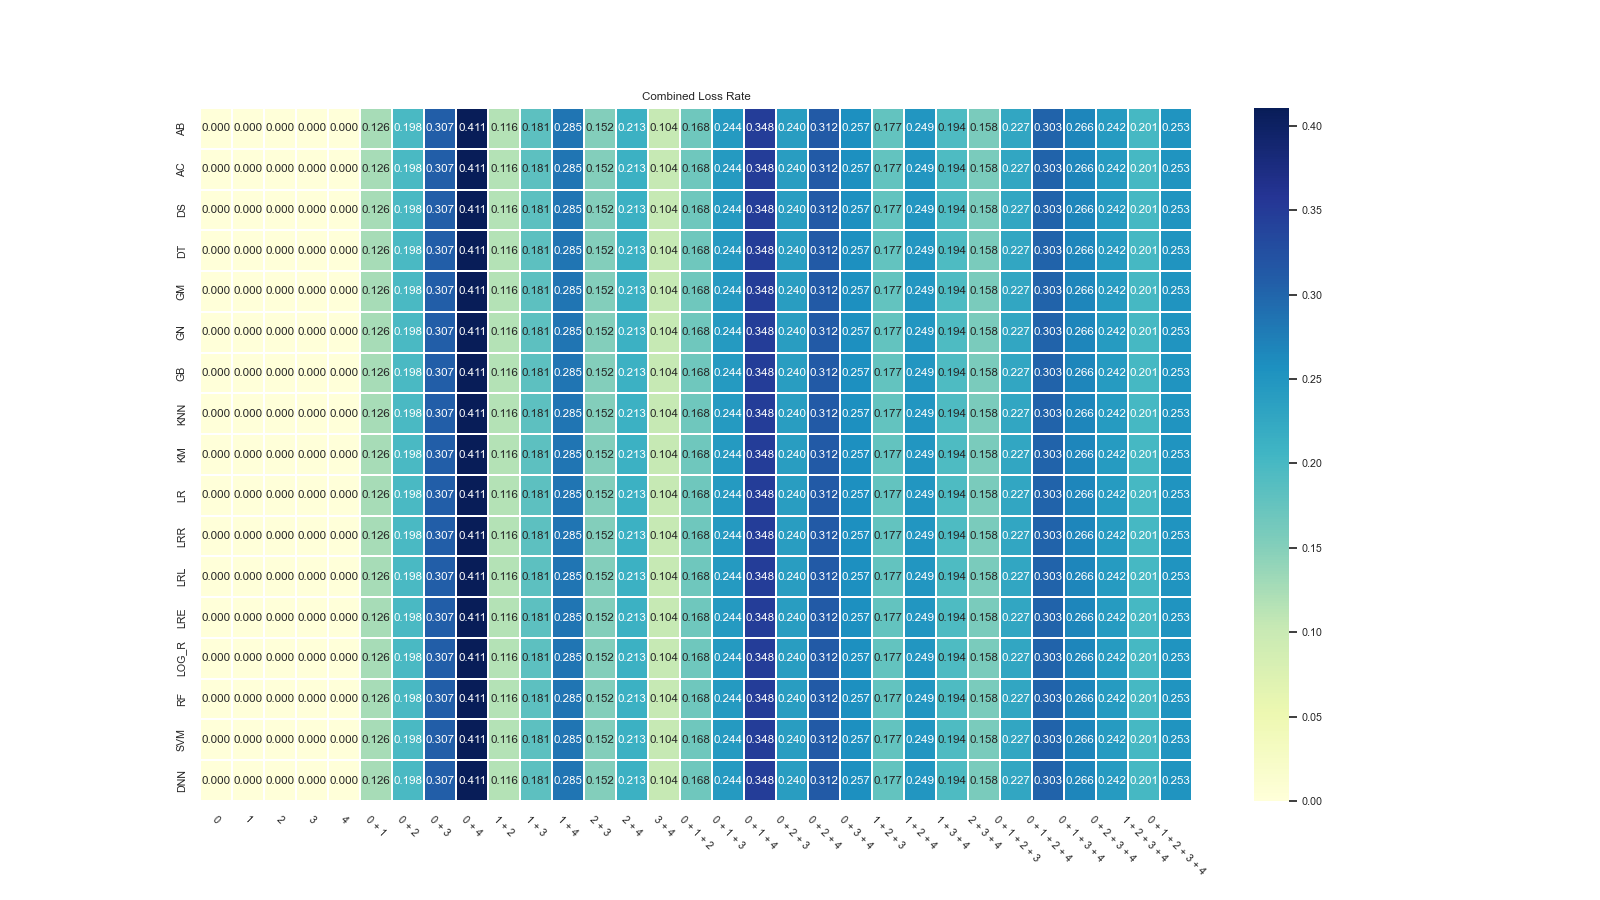 Combined Loss Rate
AB 0.000 0.000 0.000 0.000 0.000 0.126 0.198 0.307 0.411 0.116 0.181 0.285 0.152 0.213 0.104 0.168 0.244 0.348 0.240 0.312 0.257 0.177 0.249 0.194 0.158 0.227 0.303 0.266 0.242 0.201 0.253
AC 0.000 0.000 0.000 0.000 0.000 0.126 0.198 0.307 0.411 0.116 0.181 0.285 0.152 0.213 0.104 0.168 0.244 0.348 0.240 0.312 0.257 0.177 0.249 0.194 0.158 0.227 0.303 0.266 0.242 0.201 0.253
DS 0.000 0.000 0.000 0.000 0.000 0.126 0.198 0.307 0.411 0.116 0.181 0.285 0.152 0.213 0.104 0.168 0.244 0.348 0.240 0.312 0.257 0.177 0.249 0.194 0.158 0.227 0.303 0.266 0.242 0.201 0.253
DT 0.000 0.000 0.000 0.000 0.000 0.126 0.198 0.307 0.411 0.116 0.181 0.285 0.152 0.213 0.104 0.168 0.244 0.348 0.240 0.312 0.257 0.177 0.249 0.194 0.158 0.227 0.303 0.266 0.242 0.201 0.253
GM 0.000 0.000 0.000 0.000 0.000 0.126 0.198 0.307 0.411 0.116 0.181 0.285 0.152 0.213 0.104 0.168 0.244 0.348 0.240 0.312 0.257 0.177 0.249 0.194 0.158 0.227 0.303 0.266 0.242 0.201 0.253
GN 0.000 0.000 0.000 0.000 0.000 0.126 0.198 0.307 0.411 0.116 0.181 0.285 0.152 0.213 0.104 0.168 0.244 0.348 0.240 0.312 0.257 0.177 0.249 0.194 0.158 0.227 0.303 0.266 0.242 0.201 0.253
GB 0.000 0.000 0.000 0.000 0.000 0.126 0.198 0.307 0.411 0.116 0.181 0.285 0.152 0.213 0.104 0.168 0.244 0.348 0.240 0.312 0.257 0.177 0.249 0.194 0.158 0.227 0.303 0.266 0.242 0.201 0.253
KNN 0.000 0.000 0.000 0.000 0.000 0.126 0.198 0.307 0.411 0.116 0.181 0.285 0.152 0.213 0.104 0.168 0.244 0.348 0.240 0.312 0.257 0.177 0.249 0.194 0.158 0.227 0.303 0.266 0.242 0.201 0.253
KM 0.000 0.000 0.000 0.000 0.000 0.126 0.198 0.307 0.411 0.116 0.181 0.285 0.152 0.213 0.104 0.168 0.244 0.348 0.240 0.312 0.257 0.177 0.249 0.194 0.158 0.227 0.303 0.266 0.242 0.201 0.253
LR 0.000 0.000 0.000 0.000 0.000 0.126 0.198 0.307 0.411 0.116 0.181 0.285 0.152 0.213 0.104 0.168 0.244 0.348 0.240 0.312 0.257 0.177 0.249 0.194 0.158 0.227 0.303 0.266 0.242 0.201 0.253
LRR 0.000 0.000 0.000 0.000 0.000 0.126 0.198 0.307 0.411 0.116 0.181 0.285 0.152 0.213 0.104 0.168 0.244 0.348 0.240 0.312 0.257 0.177 0.249 0.194 0.158 0.227 0.303 0.266 0.242 0.201 0.253
LRL 0.000 0.000 0.000 0.000 0.000 0.126 0.198 0.307 0.411 0.116 0.181 0.285 0.152 0.213 0.104 0.168 0.244 0.348 0.240 0.312 0.257 0.177 0.249 0.194 0.158 0.227 0.303 0.266 0.242 0.201 0.253
LRE 0.000 0.000 0.000 0.000 0.000 0.126 0.198 0.307 0.411 0.116 0.181 0.285 0.152 0.213 0.104 0.168 0.244 0.348 0.240 0.312 0.257 0.177 0.249 0.194 0.158 0.227 0.303 0.266 0.242 0.201 0.253
LOG_R 0.000 0.000 0.000 0.000 0.000 0.126 0.198 0.307 0.411 0.116 0.181 0.285 0.152 0.213 0.104 0.168 0.244 0.348 0.240 0.312 0.257 0.177 0.249 0.194 0.158 0.227 0.303 0.266 0.242 0.201 0.253
RF 0.000 0.000 0.000 0.000 0.000 0.126 0.198 0.307 0.411 0.116 0.181 0.285 0.152 0.213 0.104 0.168 0.244 0.348 0.240 0.312 0.257 0.177 0.249 0.194 0.158 0.227 0.303 0.266 0.242 0.201 0.253
SVM 0.000 0.000 0.000 0.000 0.000 0.126 0.198 0.307 0.411 0.116 0.181 0.285 0.152 0.213 0.104 0.168 0.244 0.348 0.240 0.312 0.257 0.177 0.249 0.194 0.158 0.227 0.303 0.266 0.242 0.201 0.253
DNN 0.000 0.000 0.000 0.000 0.000 0.126 0.198 0.307 0.411 0.116 0.181 0.285 0.152 0.213 0.104 0.168 0.244 0.348 0.240 0.312 0.257 0.177 0.249 0.194 0.158 0.227 0.303 0.266 0.242 0.201 0.253
0
1
2
3
4
0 + 1
0 + 2
0 + 3
0 + 4
1 + 2
1 + 3
1 + 4
2 + 3
2 + 4
3 + 4
0 + 1 + 2
0 + 1 + 3
0 + 1 + 4
0 + 2 + 3
0 + 2 + 4
0 + 3 + 4
1 + 2 + 3
1 + 2 + 4
1 + 3 + 4
2 + 3 + 4
0 + 1 + 2 + 3
0 + 1 + 2 + 4
0 + 1 + 3 + 4
0 + 2 + 3 + 4
1 + 2 + 3 + 4
0 + 1 + 2 + 3 + 4
0.40
0.35
0.30
0.25
0.20
0.15
0.10
0.05
0.00